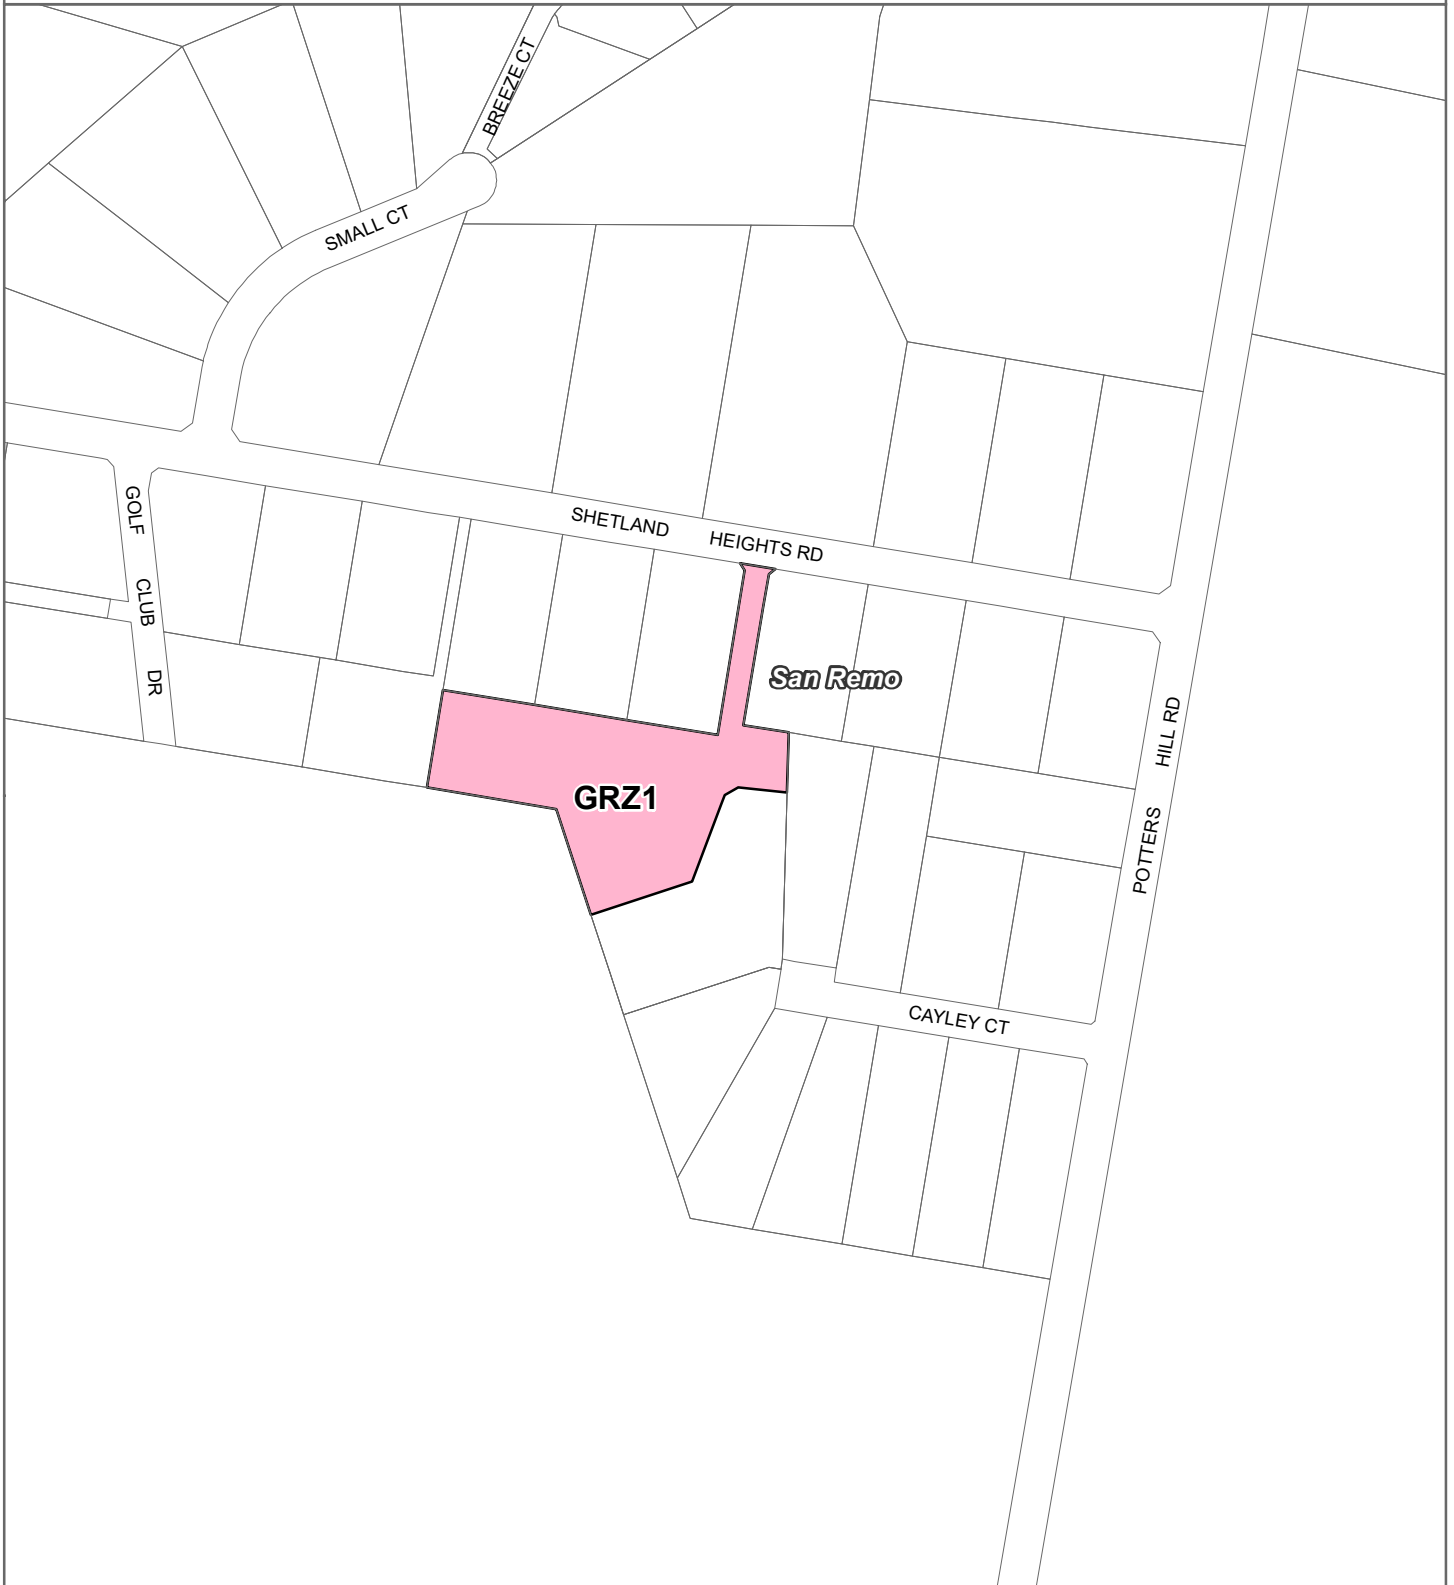 BREEZE CT
SMALL CT
GOLF CLUB DR
SHETLAND HEIGHTS RD
San Remo
POTTERS HILL RD
GRZ1
CAYLEY CT